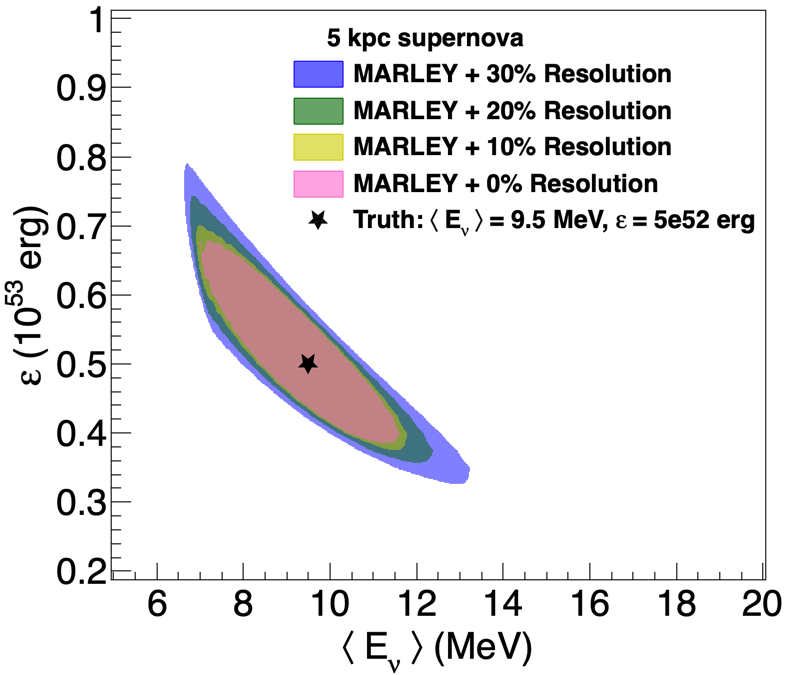 5 kpc supernova
MARLEY + 30% Resolution
MARLEY + 20% Resolution
MARLEY + 10% Resolution
MARLEY + 0% Resolution
Truth: ⟨ Eν ⟩ = 9.5 MeV, ε = 5e52 erg
1
0.9
0.8
0.7
0.6
0.5
0.4
0.3
0.2
ε (10^53 erg)
6 8 10 12 14 16 18 20
⟨ Eν ⟩ (MeV)